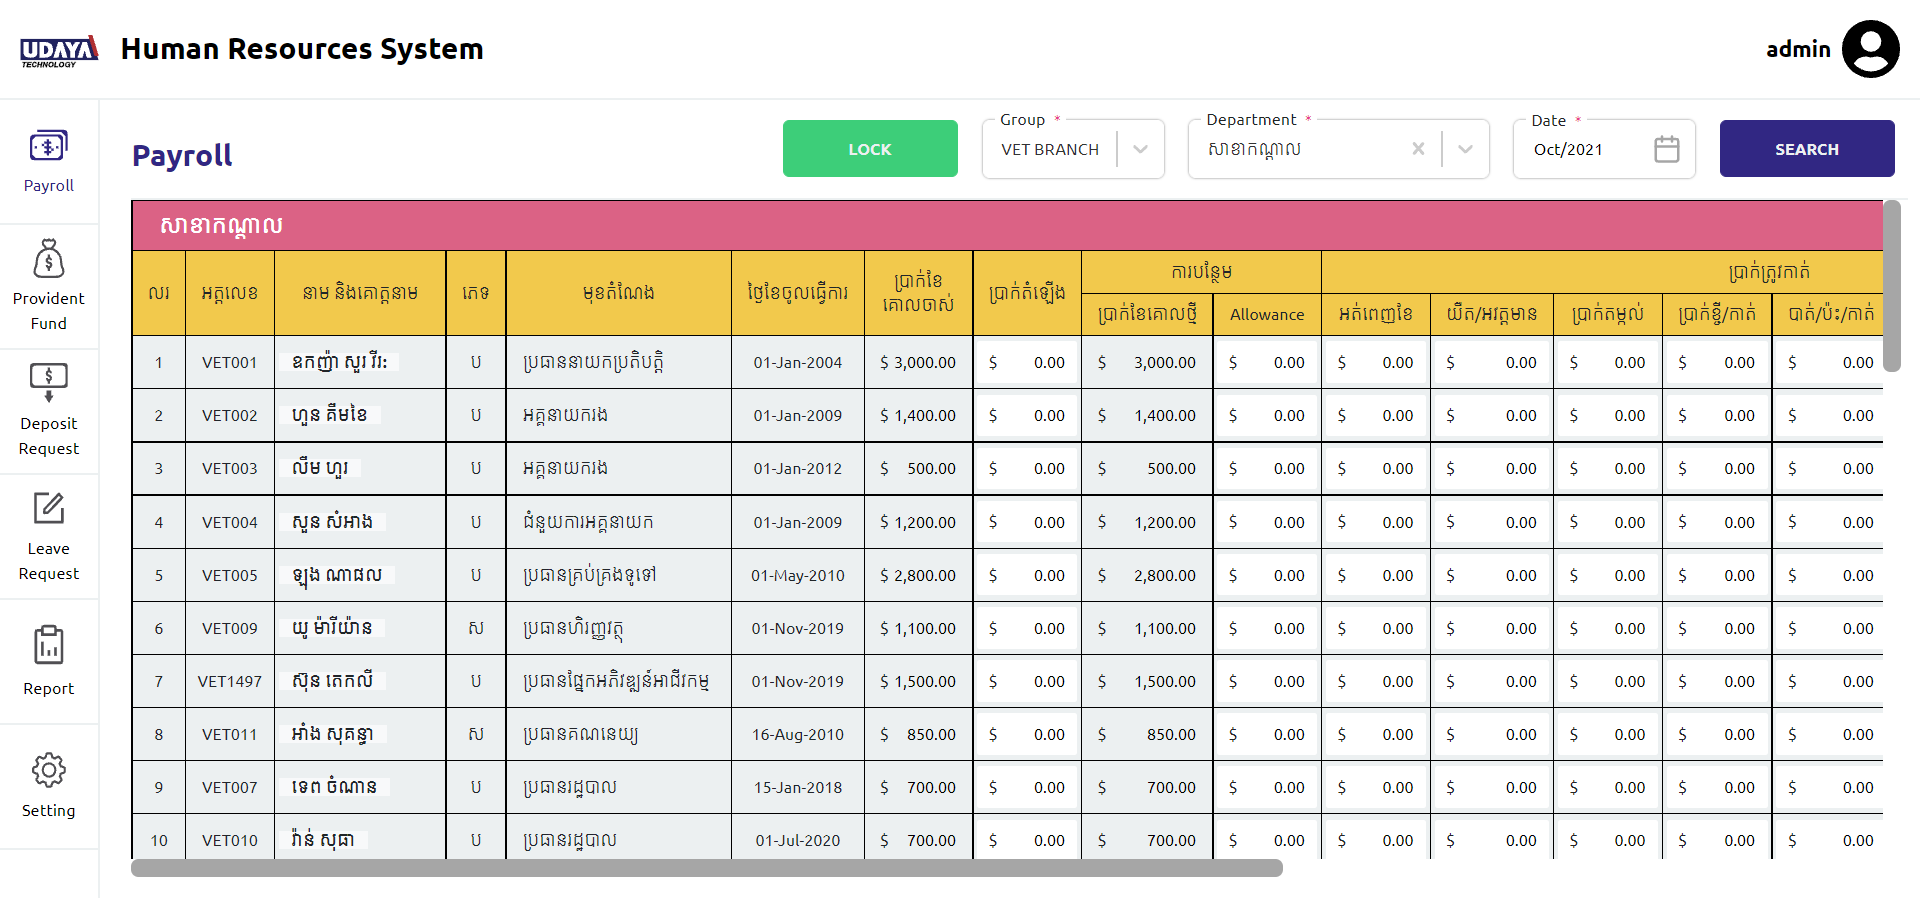 UDAYA
TECHNOLOGY
Human Resources System
admin
Payroll
Provident
Fund
Deposit
Request
Leave
Request
Report
Setting
Payroll
LOCK
Group *
VET BRANCH
Department *
សាខាកណ្តាល
Date *
Oct/2021
SEARCH
សាខាកណ្តាល
លរ អត្តលេខ នាម និងគោត្តនាម ភេទ មុខតំណែង ថ្ងៃខែចូលធ្វើការ ប្រាក់ខែ គោលចាស់ ប្រាក់តំឡើង ការបន្ថែម ប្រាក់ត្រូវកាត់
ប្រាក់ខែគោលថ្មី Allowance អត់ពេញខែ យឺត/អវត្តមាន ប្រាក់តម្កល់ ប្រាក់ខ្ចី/កាត់ បាត់/ប៉ះ/កាត់
1 VET001 ឧកញ៉ា សួរ វីរៈ ប ប្រធាននាយកប្រតិបត្តិ 01-Jan-2004 $ 3,000.00 $ 0.00 $ 3,000.00 $ 0.00 $ 0.00 $ 0.00 $ 0.00 $ 0.00 $ 0.00
2 VET002 ហួន គីមខៃ ប អគ្គនាយករង 01-Jan-2009 $ 1,400.00 $ 0.00 $ 1,400.00 $ 0.00 $ 0.00 $ 0.00 $ 0.00 $ 0.00 $ 0.00
3 VET003 លឹម ហួរ ប អគ្គនាយករង 01-Jan-2012 $ 500.00 $ 0.00 $ 500.00 $ 0.00 $ 0.00 $ 0.00 $ 0.00 $ 0.00 $ 0.00
4 VET004 សួន សំអាង ប ជំនួយការអគ្គនាយក 01-Jan-2009 $ 1,200.00 $ 0.00 $ 1,200.00 $ 0.00 $ 0.00 $ 0.00 $ 0.00 $ 0.00 $ 0.00
5 VET005 ឡុង ណាផល ប ប្រធានគ្រប់គ្រងទូទៅ 01-May-2010 $ 2,800.00 $ 0.00 $ 2,800.00 $ 0.00 $ 0.00 $ 0.00 $ 0.00 $ 0.00 $ 0.00
6 VET009 យូ ម៉ារីយ៉ាន ស ប្រធានហិរញ្ញវត្ថុ 01-Nov-2019 $ 1,100.00 $ 0.00 $ 1,100.00 $ 0.00 $ 0.00 $ 0.00 $ 0.00 $ 0.00 $ 0.00
7 VET1497 ស៊ុន តេកលី ប ប្រធានផ្នែកអភិវឌ្ឍន៍អាជីវកម្ម 01-Nov-2019 $ 1,500.00 $ 0.00 $ 1,500.00 $ 0.00 $ 0.00 $ 0.00 $ 0.00 $ 0.00 $ 0.00
8 VET011 អាំង សុគន្ធា ស ប្រធានគណនេយ្យ 16-Aug-2010 $ 850.00 $ 0.00 $ 850.00 $ 0.00 $ 0.00 $ 0.00 $ 0.00 $ 0.00 $ 0.00
9 VET007 ទេព ចំណាន ប ប្រធានរដ្ឋបាល 15-Jan-2018 $ 700.00 $ 0.00 $ 700.00 $ 0.00 $ 0.00 $ 0.00 $ 0.00 $ 0.00 $ 0.00
10 VET010 វ៉ាន់ សុធា ប ប្រធានរដ្ឋបាល 01-Jul-2020 $ 700.00 $ 0.00 $ 700.00 $ 0.00 $ 0.00 $ 0.00 $ 0.00 $ 0.00 $ 0.00